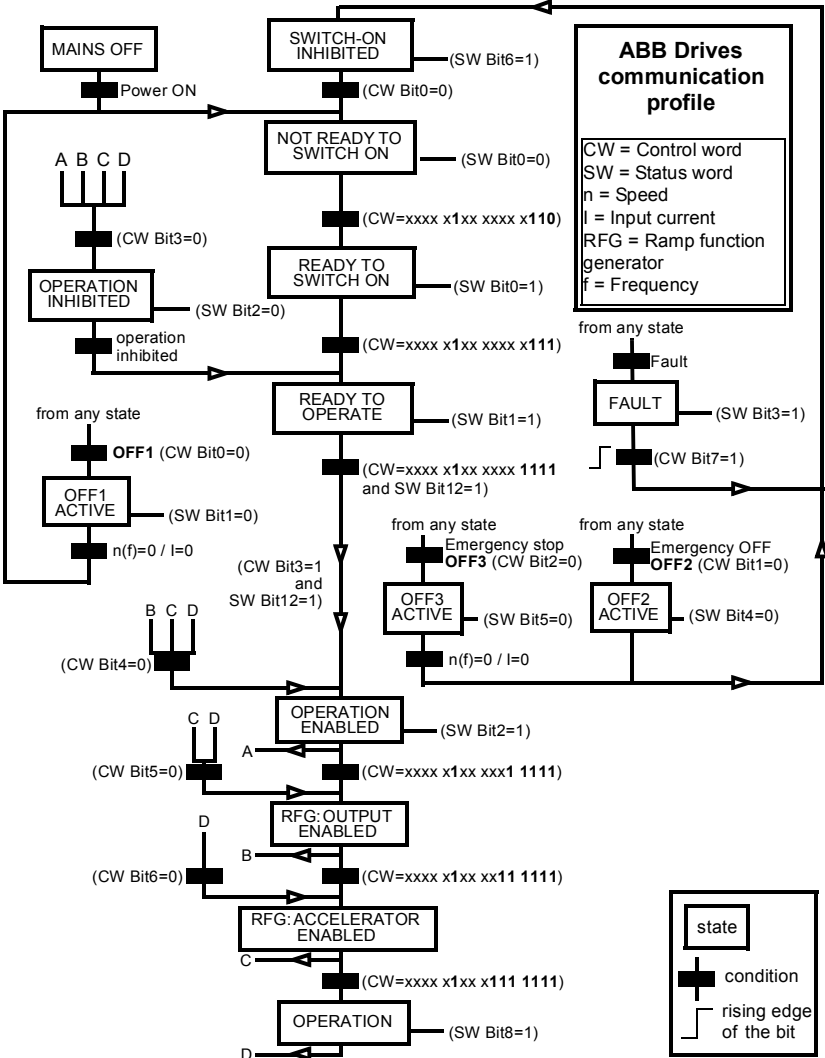 MAINS OFF
Power ON
SWITCH-ON
INHIBITED
(SW Bit6=1)
(CW Bit0=0)
ABB Drives
communication
profile
CW = Control word
SW = Status word
n = Speed
I = Input current
RFG = Ramp function
generator
f = Frequency
NOT READY TO
SWITCH ON
(SW Bit0=0)
A B C D
(CW Bit3=0)
OPERATION
INHIBITED
(SW Bit2=0)
operation
inhibited
(CW=xxxx x1xx xxxx x110)
READY TO
SWITCH ON
(SW Bit0=1)
(CW=xxxx x1xx xxxx x111)
READY TO
OPERATE
(SW Bit1=1)
(CW=xxxx x1xx xxxx 1111
and SW Bit12=1)
from any state
Fault
FAULT
(SW Bit3=1)
(CW Bit7=1)
from any state
OFF1 (CW Bit0=0)
OFF1
ACTIVE
(SW Bit1=0)
n(f)=0 / I=0
(CW Bit3=1
and
SW Bit12=1)
from any state
Emergency stop
OFF3 (CW Bit2=0)
OFF3
ACTIVE
(SW Bit5=0)
n(f)=0 / I=0
from any state
Emergency OFF
OFF2 (CW Bit1=0)
OFF2
ACTIVE
(SW Bit4=0)
B C D
(CW Bit4=0)
OPERATION
ENABLED
(SW Bit2=1)
A
C D
(CW Bit5=0)
(CW=xxxx x1xx xxx1 1111)
RFG: OUTPUT
ENABLED
B
D
(CW Bit6=0)
(CW=xxxx x1xx xx11 1111)
RFG: ACCELERATOR
ENABLED
C
(CW=xxxx x1xx x111 1111)
OPERATION
(SW Bit8=1)
D
state
condition
rising edge
of the bit